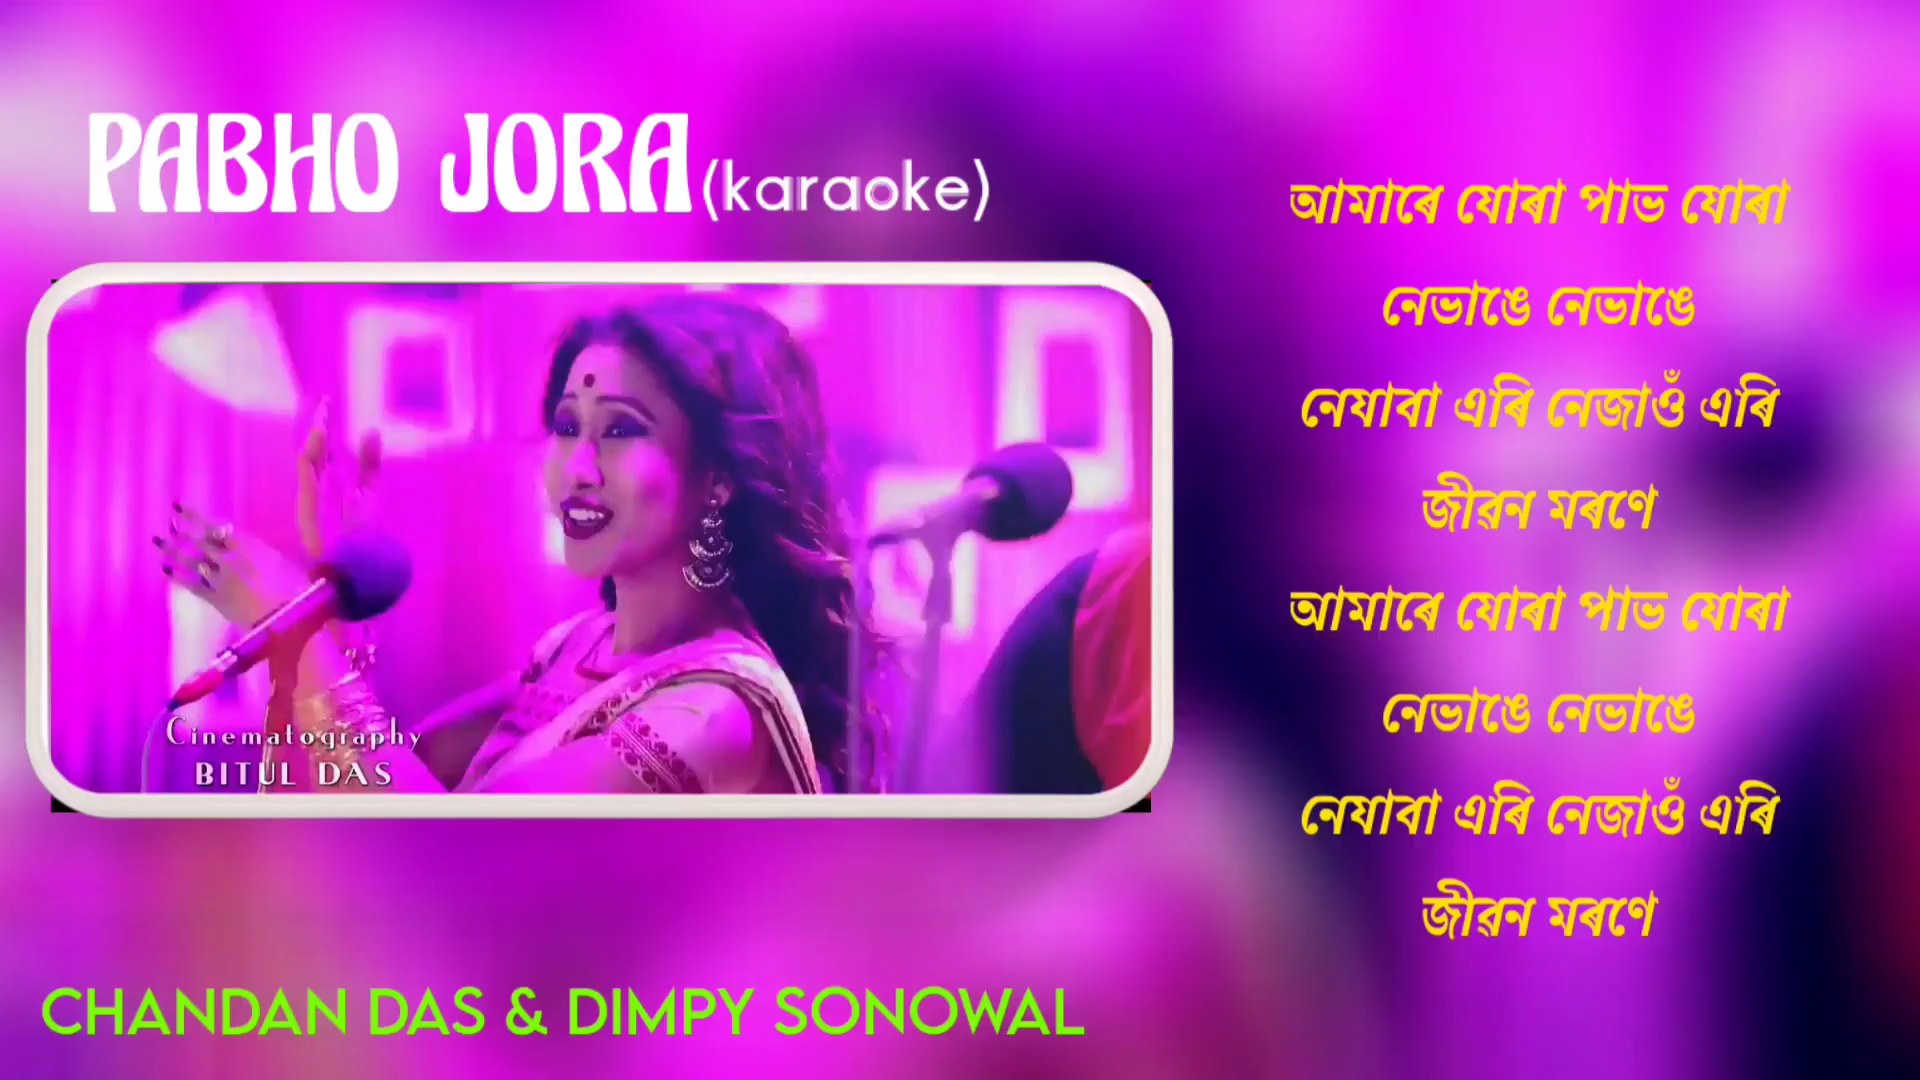 PABHO JORA (karaoke)
Cinematography
BITUL DAS
CHANDAN DAS & DIMPY SONOWAL
আমাৰে যোৰা পাভ যোৰা
নেভাঙে নেভাঙে
নেযাবা এৰি নেজাওঁ এৰি
জীৱন মৰণে
আমাৰে যোৰা পাভ যোৰা
নেভাঙে নেভাঙে
নেযাবা এৰি নেজাওঁ এৰি
জীৱন মৰণে